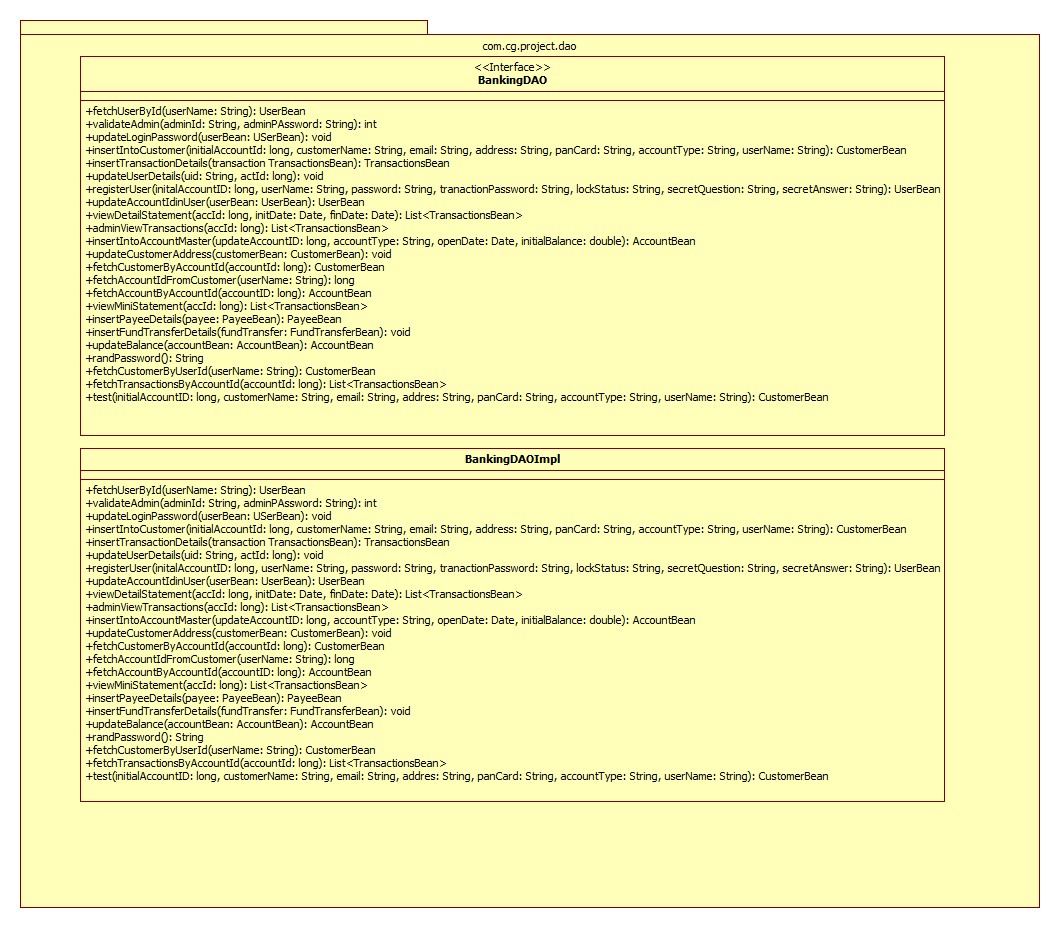 com.cg.project.dao
<<Interface>>
BankingDAO
+fetchUserById(userName: String): UserBean
+validateAdmin(adminId: String, adminPAssword: String): int
+updateLoginPassword(userBean: USerBean): void
+insertIntoCustomer(initialAccountId: long, customerName: String, email: String, address: String, panCard: String, accountType: String, userName: String): CustomerBean
+insertTransactionDetails(transaction TransactionsBean): TransactionsBean
+updateUserDetails(uid: String, actId: long): void
+registerUser(initalAccountID: long, userName: String, password: String, tranactionPassword: String, lockStatus: String, secretQuestion: String, secretAnswer: String): UserBean
+updateAccountIdinUser(userBean: UserBean): UserBean
+viewDetailStatement(accId: long, initDate: Date, finDate: Date): List<TransactionsBean>
+adminViewTransactions(accId: long): List<TransactionsBean>
+insertIntoAccountMaster(updateAccountID: long, accountType: String, openDate: Date, initialBalance: double): AccountBean
+updateCustomerAddress(customerBean: CustomerBean): void
+fetchCustomerByAccountId(accountId: long): CustomerBean
+fetchAccountIdFromCustomer(userName: String): long
+fetchAccountByAccountId(accountID: long): AccountBean
+viewMiniStatement(accId: long): List<TransactionsBean>
+insertPayeeDetails(payee: PayeeBean): PayeeBean
+insertFundTransferDetails(fundTransfer: FundTransferBean): void
+updateBalance(accountBean: AccountBean): AccountBean
+randPassword(): String
+fetchCustomerByUserId(userName: String): CustomerBean
+fetchTransactionsByAccountId(accountId: long): List<TransactionsBean>
+test(initialAccountID: long, customerName: String, email: String, addres: String, panCard: String, accountType: String, userName: String): CustomerBean
BankingDAOImpl
+fetchUserById(userName: String): UserBean
+validateAdmin(adminId: String, adminPAssword: String): int
+updateLoginPassword(userBean: USerBean): void
+insertIntoCustomer(initialAccountId: long, customerName: String, email: String, address: String, panCard: String, accountType: String, userName: String): CustomerBean
+insertTransactionDetails(transaction TransactionsBean): TransactionsBean
+updateUserDetails(uid: String, actId: long): void
+registerUser(initalAccountID: long, userName: String, password: String, tranactionPassword: String, lockStatus: String, secretQuestion: String, secretAnswer: String): UserBean
+updateAccountIdinUser(userBean: UserBean): UserBean
+viewDetailStatement(accId: long, initDate: Date, finDate: Date): List<TransactionsBean>
+adminViewTransactions(accId: long): List<TransactionsBean>
+insertIntoAccountMaster(updateAccountID: long, accountType: String, openDate: Date, initialBalance: double): AccountBean
+updateCustomerAddress(customerBean: CustomerBean): void
+fetchCustomerByAccountId(accountId: long): CustomerBean
+fetchAccountIdFromCustomer(userName: String): long
+fetchAccountByAccountId(accountID: long): AccountBean
+viewMiniStatement(accId: long): List<TransactionsBean>
+insertPayeeDetails(payee: PayeeBean): PayeeBean
+insertFundTransferDetails(fundTransfer: FundTransferBean): void
+updateBalance(accountBean: AccountBean): AccountBean
+randPassword(): String
+fetchCustomerByUserId(userName: String): CustomerBean
+fetchTransactionsByAccountId(accountId: long): List<TransactionsBean>
+test(initialAccountID: long, customerName: String, email: String, addres: String, panCard: String, accountType: String, userName: String): CustomerBean